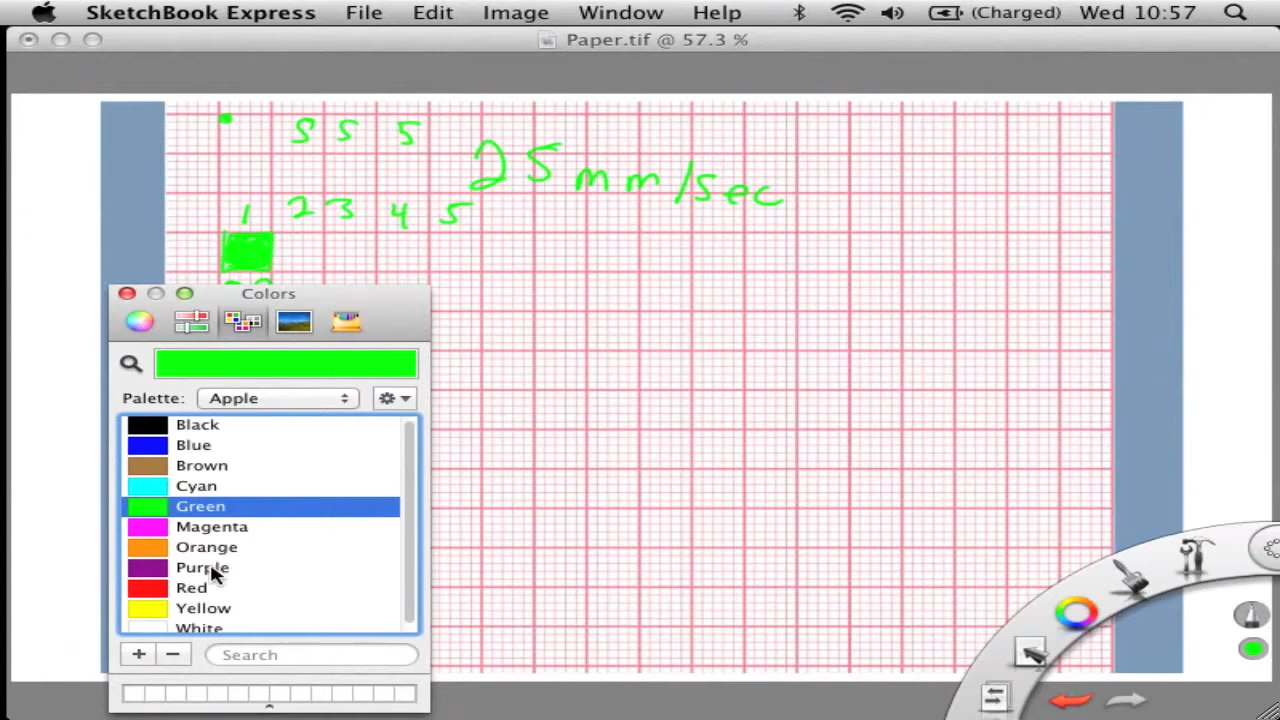 SketchBook Express File Edit Image Window Help (Charged) Wed 10:57
Paper.tif @ 57.3 %
5 5 5
25mm/sec
1 2 3 4 5
Colors
Palette: Apple
Black
Blue
Brown
Cyan
Green
Magenta
Orange
Purple
Red
Yellow
White
+ − Search